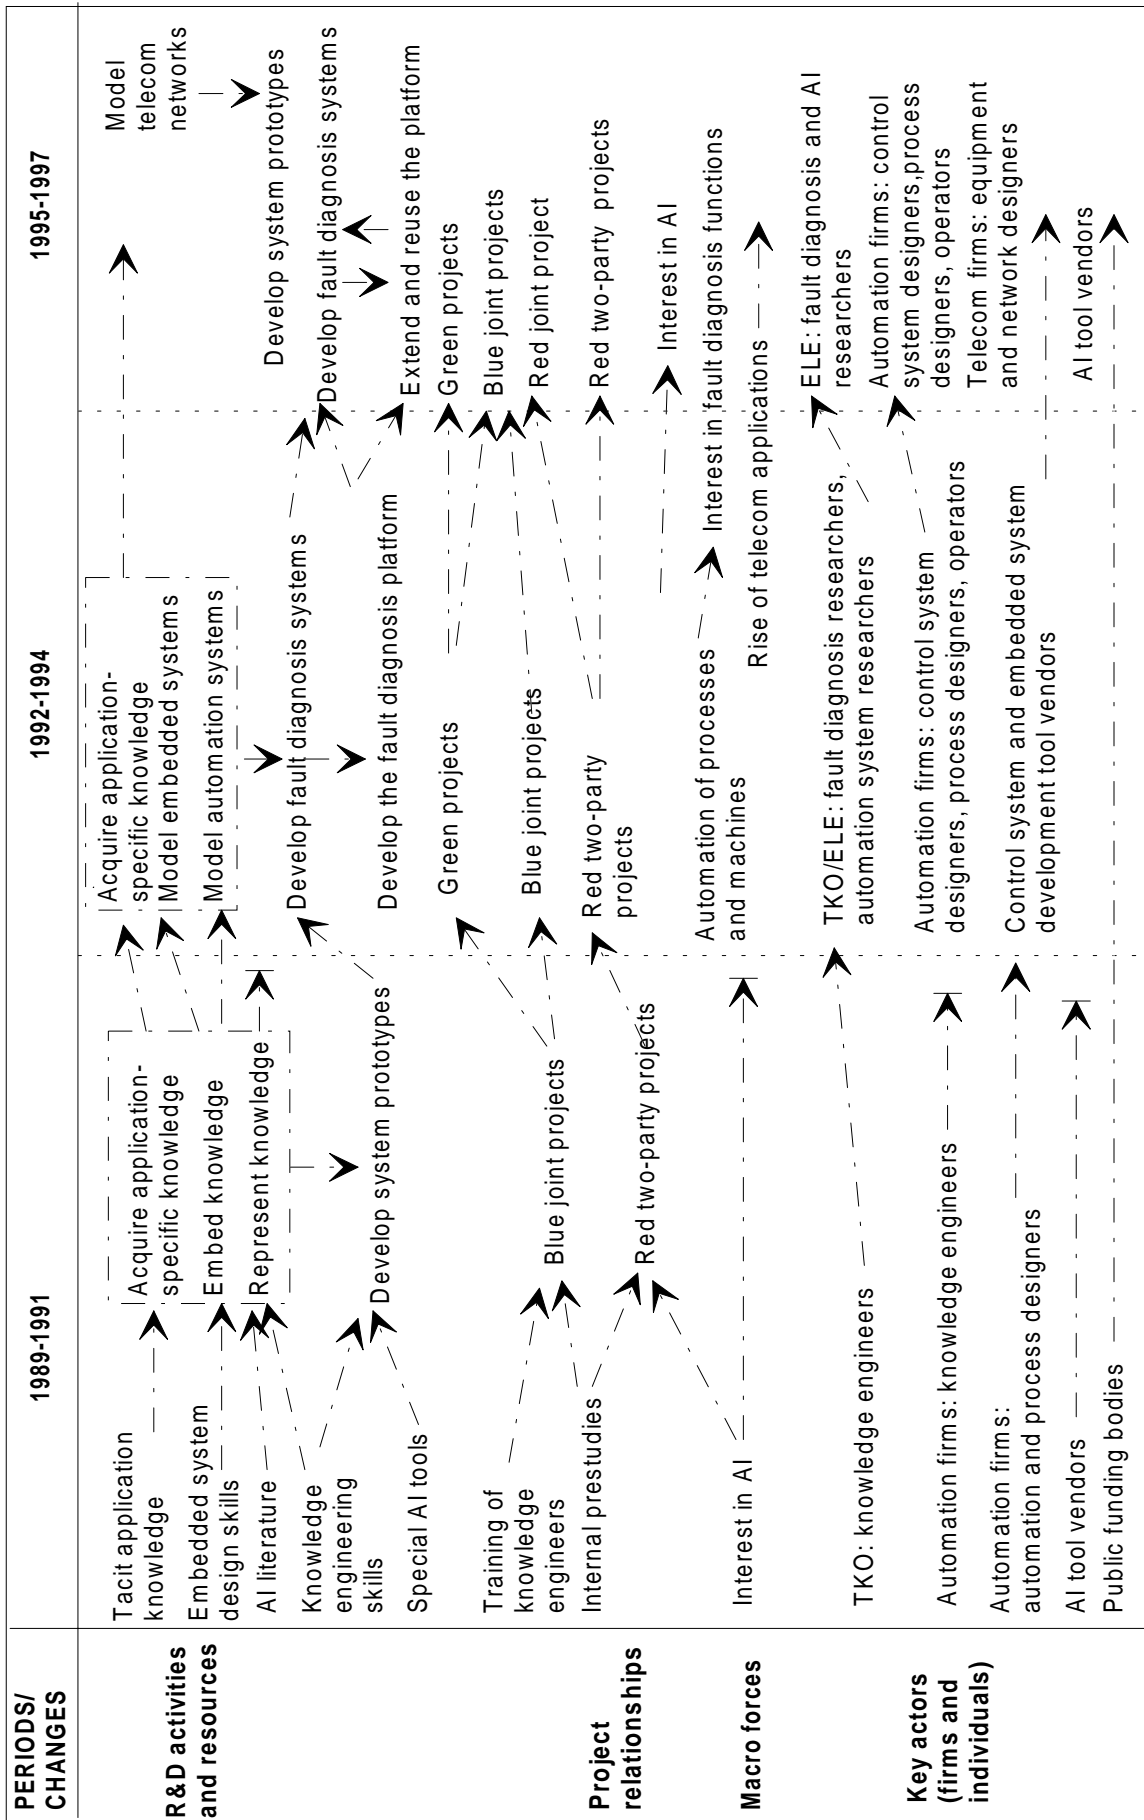 PERIODS/
CHANGES
1989-1991
1992-1994
1995-1997
R&D activities
and resources
Tacit application
knowledge
Embedded system
design skills
AI literature
Knowledge
engineering
skills
Special AI tools
Acquire application-
specific knowledge
Embed knowledge
Represent knowledge
Develop system prototypes
Acquire application-
specific knowledge
Model embedded systems
Model automation systems
Develop fault diagnosis systems
Develop the fault diagnosis platform
Model
telecom
networks
Develop system prototypes
Develop fault diagnosis systems
Extend and reuse the platform
Project
relationships
Training of
knowledge
engineers
Internal prestudies
Blue joint projects
Red two-party projects
Green projects
Blue joint projects
Red two-party
projects
Green projects
Blue joint projects
Red joint project
Red two-party projects
Macro forces
Interest in AI
Automation of processes
and machines
Rise of telecom applications
Interest in AI
Interest in fault diagnosis functions
Key actors
(firms and
individuals)
TKO: knowledge engineers
Automation firms: knowledge engineers
Automation firms:
automation and process designers
AI tool vendors
Public funding bodies
TKO/ELE: fault diagnosis researchers,
automation system researchers
Automation firms: control system
designers, process designers, operators
Control system and embedded system
development tool vendors
ELE: fault diagnosis and AI
researchers
Automation firms: control
system designers,process
designers, operators
Telecom firms: equipment
and network designers
AI tool vendors